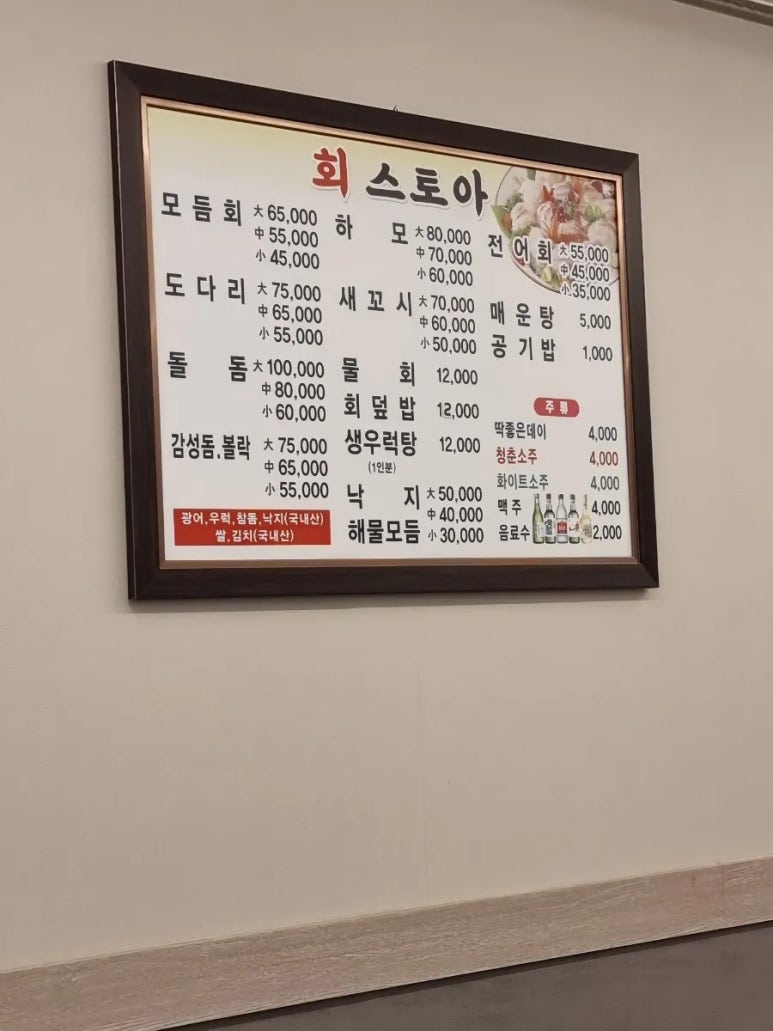 회 스토아
모듬회 大 65,000
中 55,000
小 45,000
도다리 大 75,000
中 65,000
小 55,000
돌돔 大 100,000
中 80,000
小 60,000
감성돔.볼락 大 75,000
中 65,000
小 55,000
광어,우럭,참돔,낙지(국내산)
쌀,김치(국내산)
하모 大 80,000
中 70,000
小 60,000
새꼬시 大 70,000
中 60,000
小 50,000
물회 12,000
회덮밥 12,000
생우럭탕 12,000
(1인분)
낙지 大 50,000
中 40,000
해물모듬 小 30,000
전어회 大 55,000
中 45,000
小 35,000
매운탕 5,000
공기밥 1,000
주류
딱좋은데이 4,000
청춘소주 4,000
화이트소주 4,000
맥주 4,000
음료수 2,000